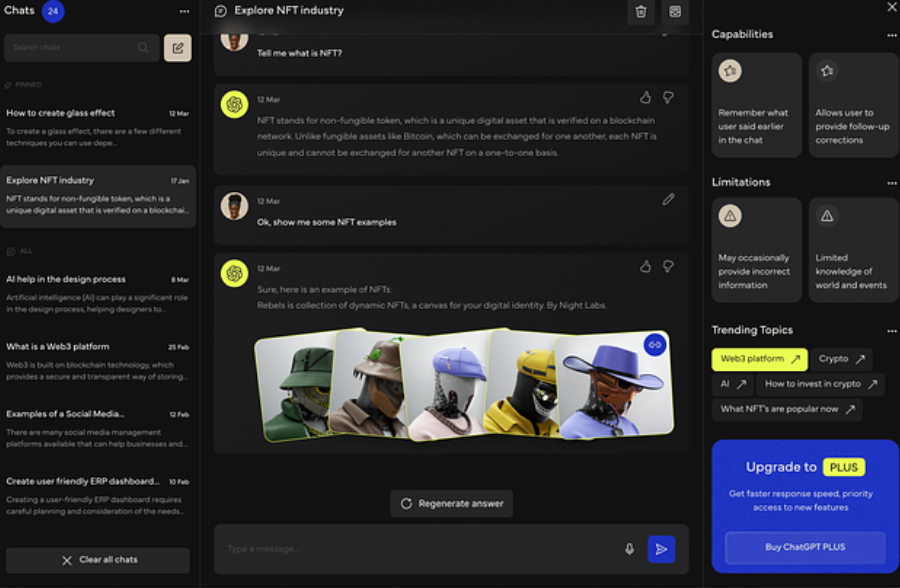 Chats 24
Search chats
PINNED
How to create glass effect 12 Mar
To create a glass effect, there are a few different
techniques you can use depe...
Explore NFT industry 17 Jan
NFT stands for non-fungible token, which is a
unique digital asset that is verified on a blockchai...
ALL
AI help in the design process 8 Mar
Artificial intelligence (AI) can play a significant role
in the design process, helping designers to...
What is a Web3 platform 25 Feb
Web3 is built on blockchain technology, which
provides a secure and transparent way of storing...
Examples of a Social Media... 12 Feb
There are many social media management
platforms available that can help businesses and...
Create user friendly ERP dashboard... 10 Feb
Creating a user-friendly ERP dashboard requires
careful planning and consideration of the needs...
Clear all chats
Explore NFT industry
Tell me what is NFT?
12 Mar
NFT stands for non-fungible token, which is a unique digital asset that is verified on a blockchain
network. Unlike fungible assets like Bitcoin, which can be exchanged for one another, each NFT is
unique and cannot be exchanged for another NFT on a one-to-one basis.
12 Mar
Ok, show me some NFT examples
12 Mar
Sure, here is an example of NFTs:
Rebels is collection of dynamic NFTs, a canvas for your digital identity. By Night Labs.
Regenerate answer
Type a message...
Capabilities
Remember what
user said earlier
in the chat
Allows user to
provide follow-up
corrections
Limitations
May occasionally
provide incorrect
information
Limited
knowledge of
world and events
Trending Topics
Web3 platform
Crypto
AI
How to invest in crypto
What NFT's are popular now
Upgrade to PLUS
Get faster response speed, priority
access to new features
Buy ChatGPT PLUS